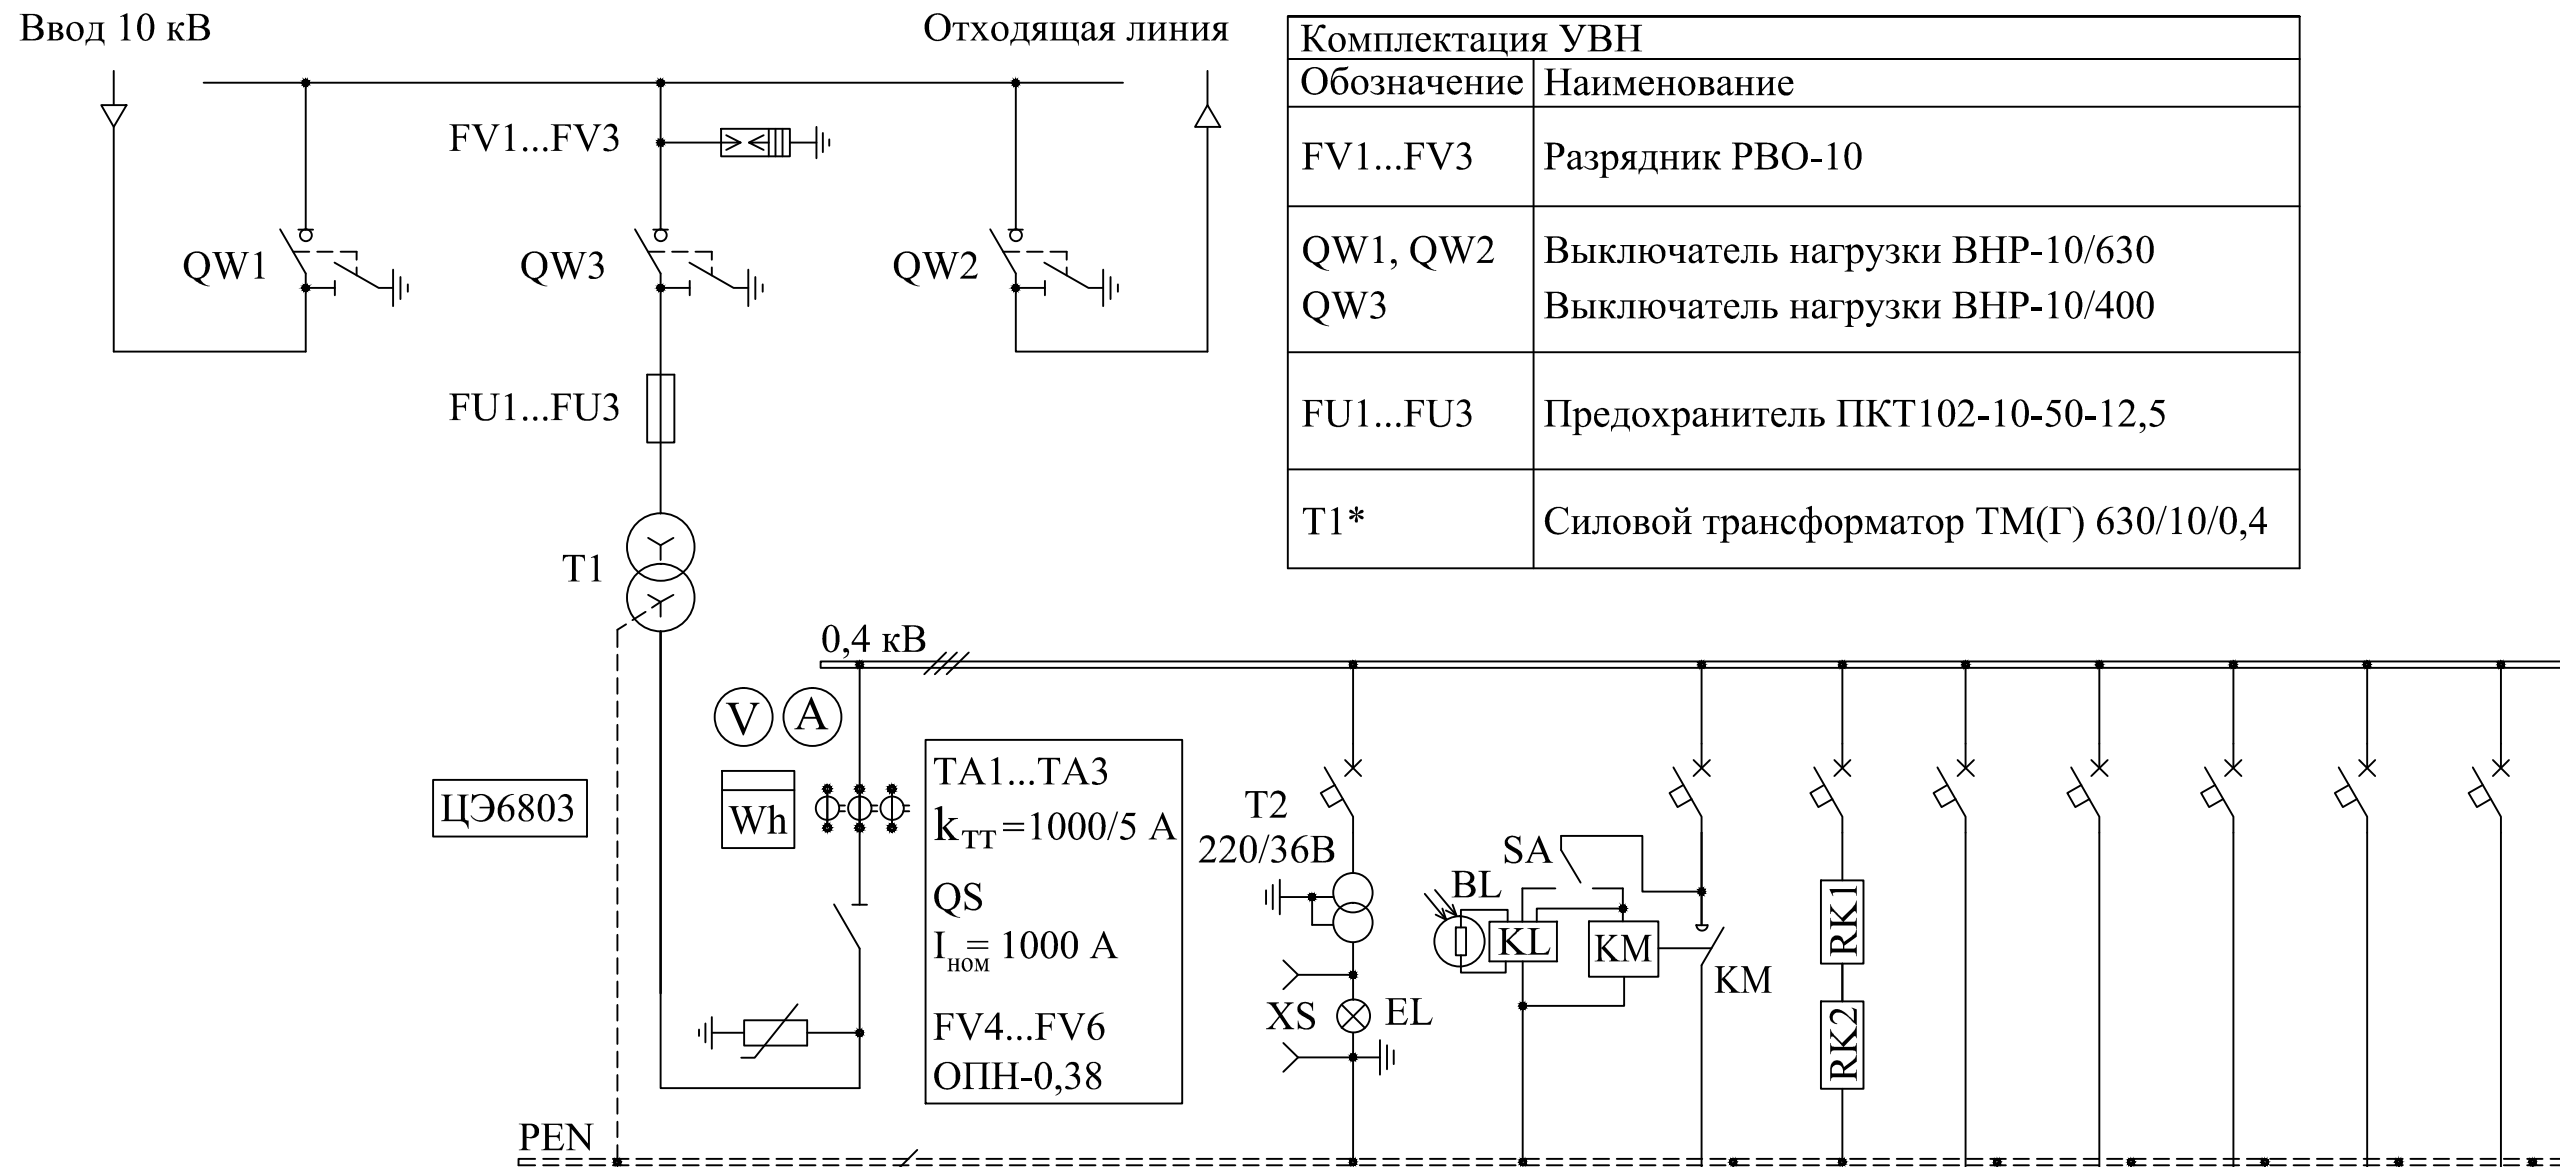 Ввод 10 кВ
Отходящая линия
Комплектация УВН
Обозначение Наименование
FV1...FV3 Разрядник РВО-10
QW1, QW2 Выключатель нагрузки ВНР-10/630
QW3 Выключатель нагрузки ВНР-10/400
FU1...FU3 Предохранитель ПКТ102-10-50-12,5
T1* Силовой трансформатор ТМ(Г) 630/10/0,4
FV1...FV3
QW1
QW3
QW2
FU1...FU3
T1
0,4 кВ
V A
ЦЭ6803
Wh
TA1...TA3
kтт=1000/5 А
QS
Iном= 1000 А
FV4...FV6
ОПН-0,38
T2
220/36В
XS
EL
SA
BL
KL
KM
KM
RK1
RK2
PEN